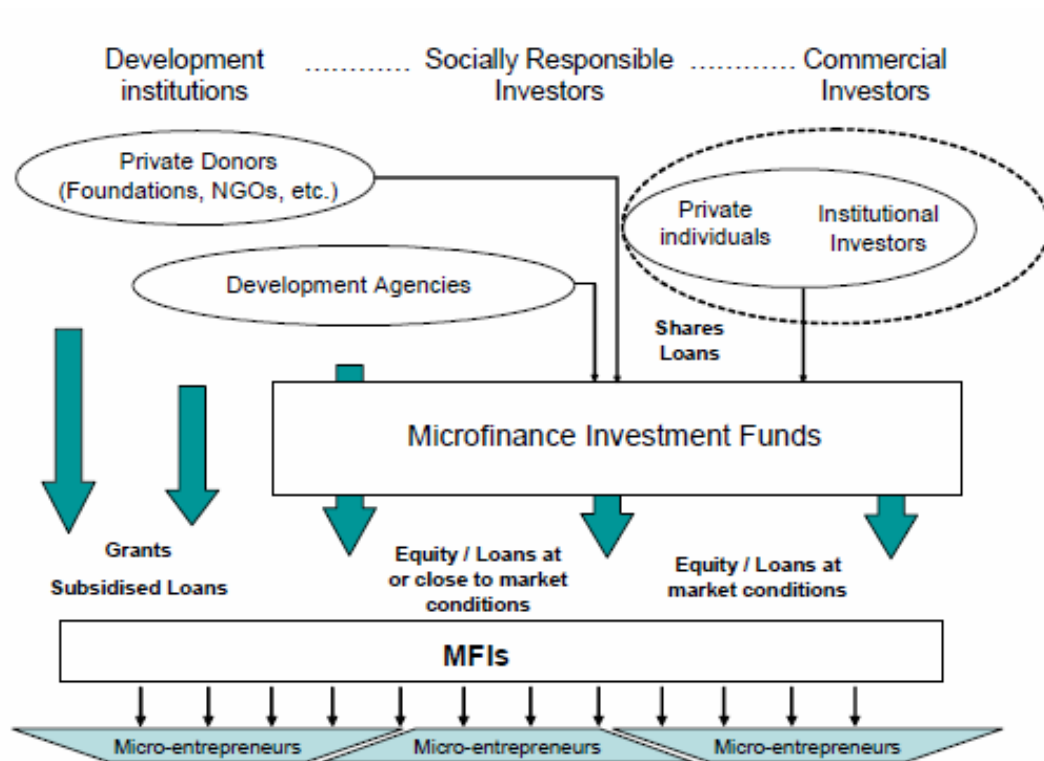 Development ............ Socially Responsible ............ Commercial
institutions Investors Investors
Private Donors
(Foundations, NGOs, etc.)
Private Institutional
individuals Investors
Development Agencies
Shares
Loans
Microfinance Investment Funds
Grants
Subsidised Loans
Equity / Loans at
or close to market
conditions
Equity / Loans at
market conditions
MFIs
Micro-entrepreneurs Micro-entrepreneurs Micro-entrepreneurs